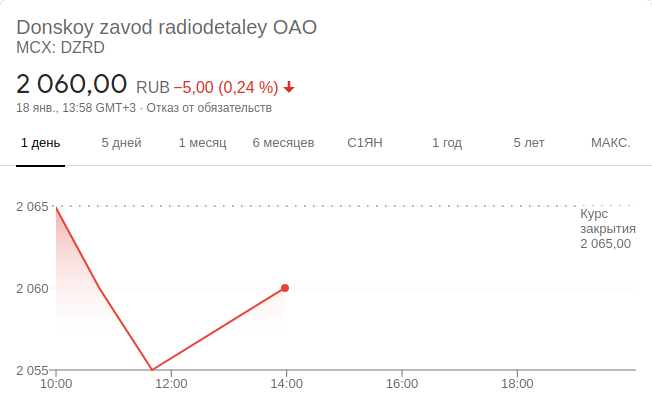 Donskoy zavod radiodetaley OAO
MCX: DZRD
2 060,00 RUB −5,00 (0,24 %)
18 янв., 13:58 GMT+3 · Отказ от обязательств
1 день 5 дней 1 месяц 6 месяцев С1ЯН 1 год 5 лет МАКС.
2 065
Курс
закрытия
2 065,00
2 060
2 055
10:00 12:00 14:00 16:00 18:00